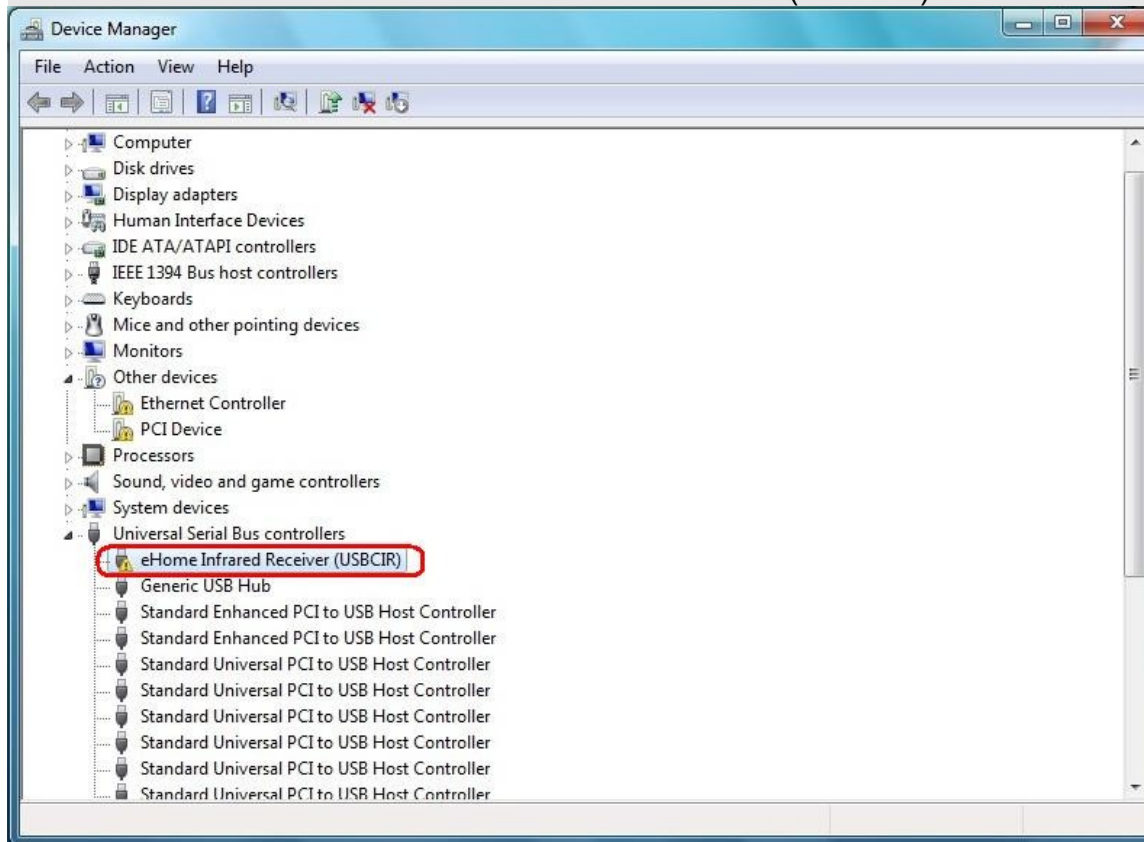 Device Manager
File Action View Help
Computer
Disk drives
Display adapters
Human Interface Devices
IDE ATA/ATAPI controllers
IEEE 1394 Bus host controllers
Keyboards
Mice and other pointing devices
Monitors
Other devices
Ethernet Controller
PCI Device
Processors
Sound, video and game controllers
System devices
Universal Serial Bus controllers
eHome Infrared Receiver (USBCIR)
Generic USB Hub
Standard Enhanced PCI to USB Host Controller
Standard Enhanced PCI to USB Host Controller
Standard Universal PCI to USB Host Controller
Standard Universal PCI to USB Host Controller
Standard Universal PCI to USB Host Controller
Standard Universal PCI to USB Host Controller
Standard Universal PCI to USB Host Controller
Standard Universal PCI to USB Host Controller